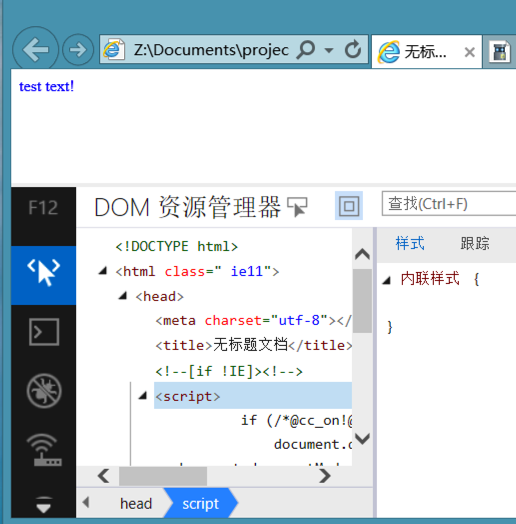 Z:\Documents\projec
无标...
test text!
F12
DOM 资源管理器
查找(Ctrl+F)
样式 跟踪
<!DOCTYPE html>
<html class=" ie11">
<head>
<meta charset="utf-8"></
<title>无标题文档</title>
<!--[if !IE]><!-->
<script>
if (/*@cc_on!@
document.d
内联样式 {
}
head script